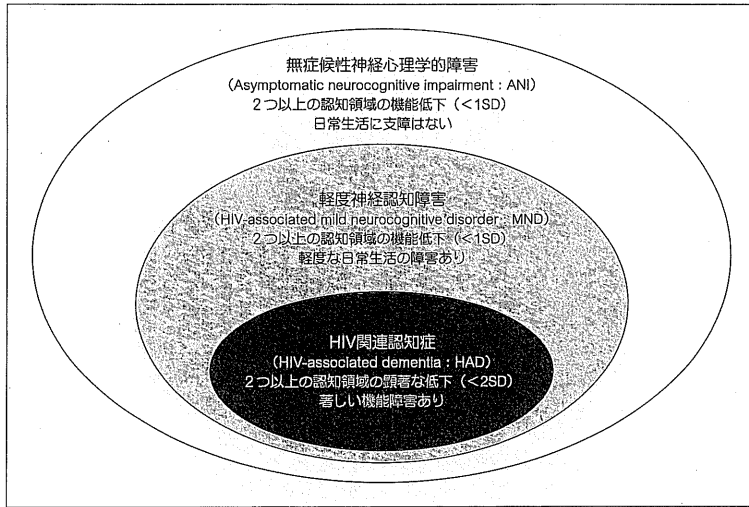 無症候性神経心理学的障害
（Asymptomatic neurocognitive impairment：ANI）
2つ以上の認知領域の機能低下（＜1SD）
日常生活に支障はない
軽度神経認知障害
（HIV-associated mild neurocognitive disorder：MND）
2つ以上の認知領域の機能低下（＜1SD）
軽度な日常生活の障害あり
HIV関連認知症
（HIV-associated dementia：HAD）
2つ以上の認知領域の顕著な低下（＜2SD）
著しい機能障害あり